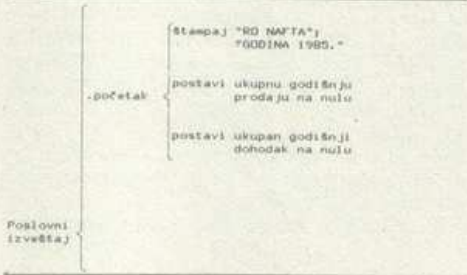 štampaj "RO NAFTA";
"GODINA 1985."
.početak
postavi ukupnu godišnju
prodaju na nulu
postavi ukupan godišnji
dohodak na nulu
Poslovni
izveštaj